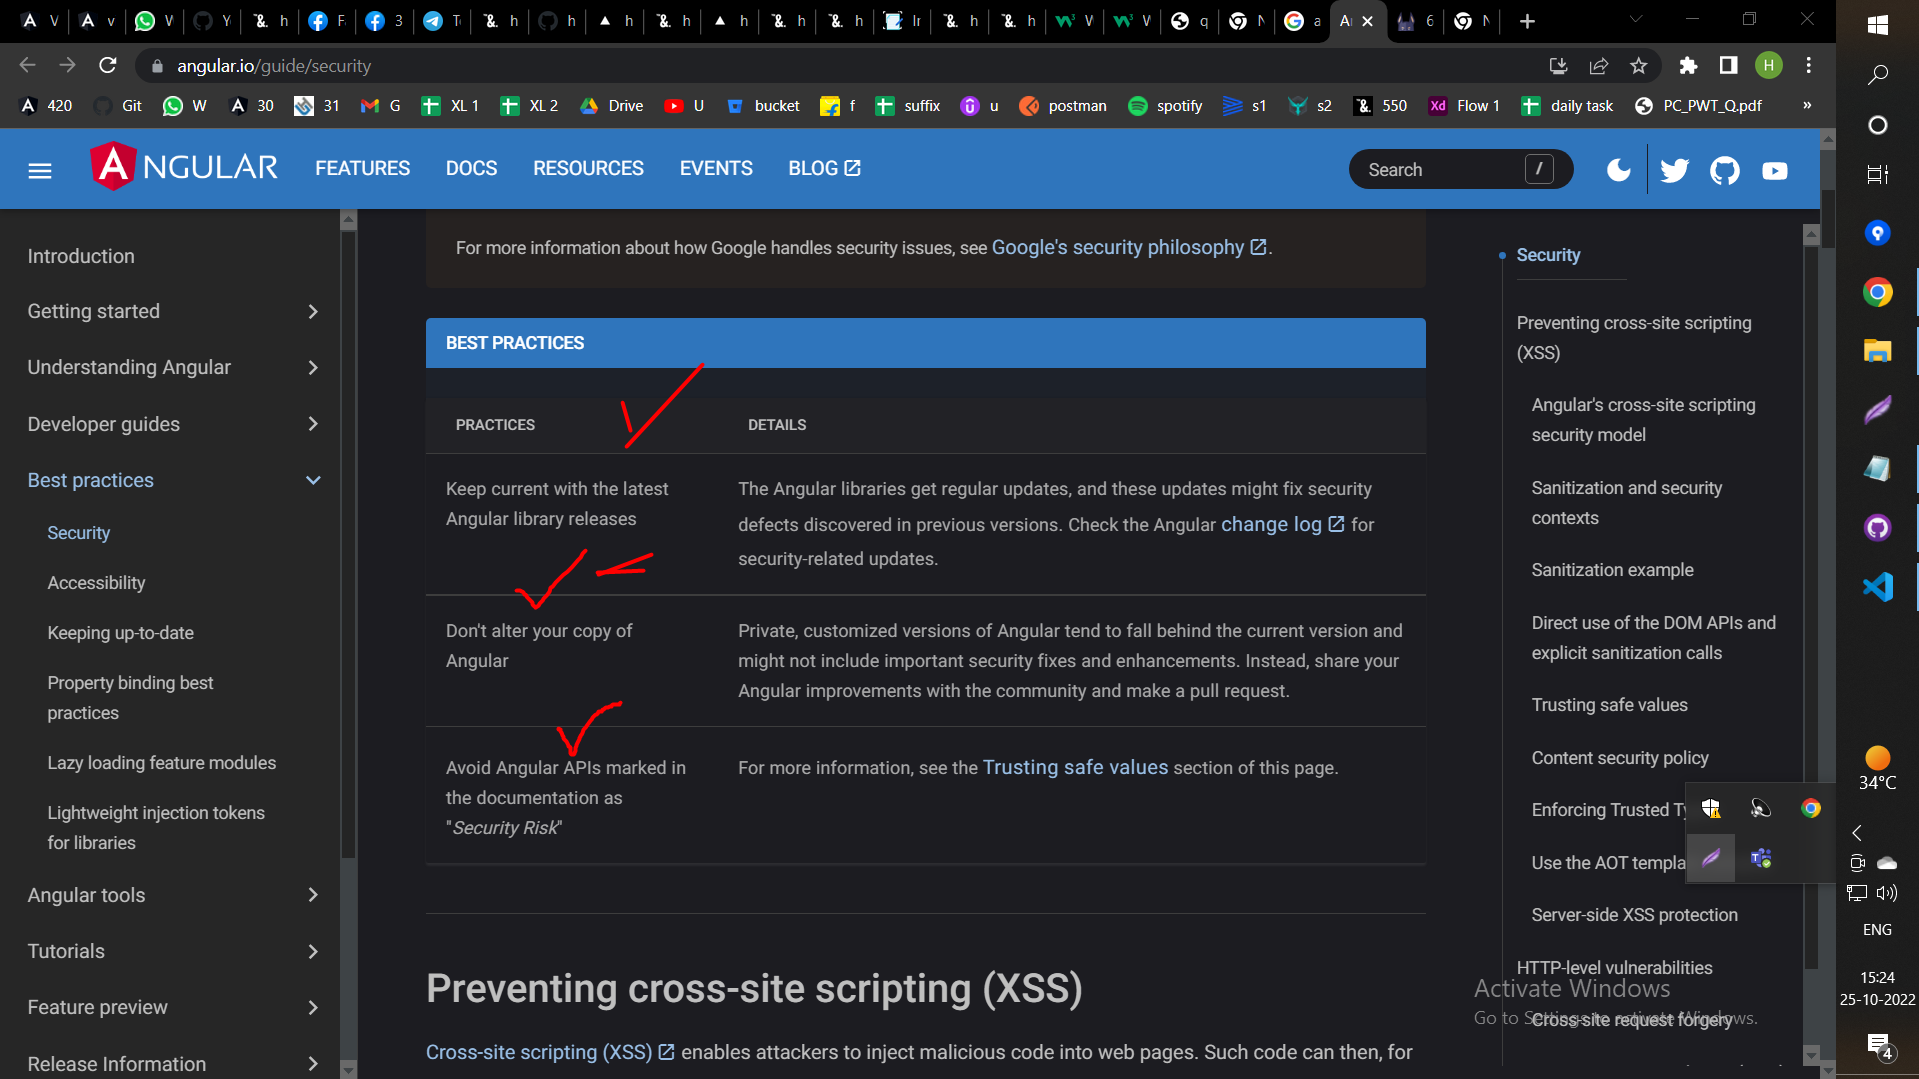 angular.io/guide/security
H
420
Git
W
30
31
G
XL 1
XL 2
Drive
U
bucket
f
suffix
u
postman
spotify
s1
s2
550
Flow 1
daily task
PC_PWT_Q.pdf
»
ANGULAR
FEATURES
DOCS
RESOURCES
EVENTS
BLOG
Search
/
Introduction
Getting started
Understanding Angular
Developer guides
Best practices
Security
Accessibility
Keeping up-to-date
Property binding best
practices
Lazy loading feature modules
Lightweight injection tokens
for libraries
Angular tools
Tutorials
Feature preview
Release Information
For more information about how Google handles security issues, see Google's security philosophy.
BEST PRACTICES
PRACTICES
DETAILS
Keep current with the latest
Angular library releases
The Angular libraries get regular updates, and these updates might fix security
defects discovered in previous versions. Check the Angular change log for
security-related updates.
Don't alter your copy of
Angular
Private, customized versions of Angular tend to fall behind the current version and
might not include important security fixes and enhancements. Instead, share your
Angular improvements with the community and make a pull request.
Avoid Angular APIs marked in
the documentation as
"Security Risk"
For more information, see the Trusting safe values section of this page.
Preventing cross-site scripting (XSS)
Cross-site scripting (XSS) enables attackers to inject malicious code into web pages. Such code can then, for
Security
Preventing cross-site scripting
(XSS)
Angular's cross-site scripting
security model
Sanitization and security
contexts
Sanitization example
Direct use of the DOM APIs and
explicit sanitization calls
Trusting safe values
Content security policy
Enforcing Trusted Ty
Use the AOT templa
Server-side XSS protection
HTTP-level vulnerabilities
Cross-site request forgery
Activate Windows
Go to Settings to activate Windows.
34°C
ENG
15:24
25-10-2022
4